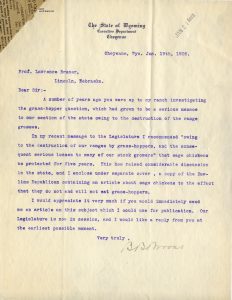 The State of Wyoming
Executive Department
Cheyenne
Cheyenne, Wyo. Jan. 19th, 1905.
Prof. Lawrence Bruner,
Lincoln, Nebraska.
Dear Sir:-
A number of years ago you were up to my ranch investigating
the grass-hopper question, which had grown to be a serious menace
to our section of the state owing to the destruction of the range
grasses.
In my recent message to the Legislature I recommended "owing
to the destruction of our ranges by grass-hoppers, and the conse-
quent serious losses to many of our stock growers" that sage chickens
be protected for five years. This has raised considerable discussion
in the state, and I enclose under separate cover, a copy of the Raw-
lins Republican containing an article about sage chickens to the effect
that they do not and will not eat grass-hoppers.
I would appreciate it very much if you would immediately send
me an article on this subject which I could use for publication. Our
Legislature is now in session, and I would like a reply from you at
the earliest possible moment.
Very truly,
B.B. Brooks